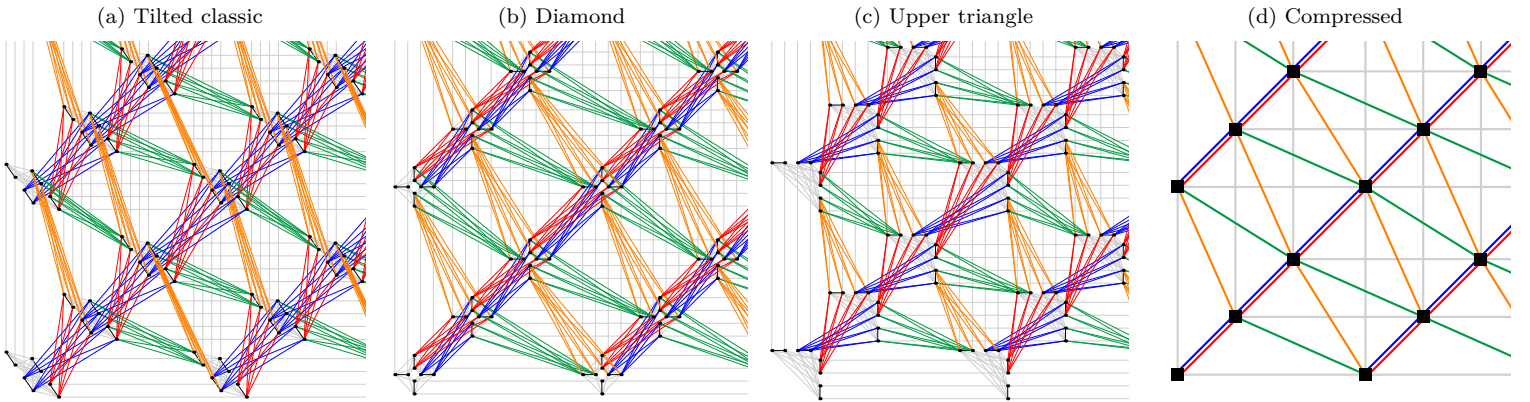 (a) Tilted classic
(b) Diamond
(c) Upper triangle
(d) Compressed